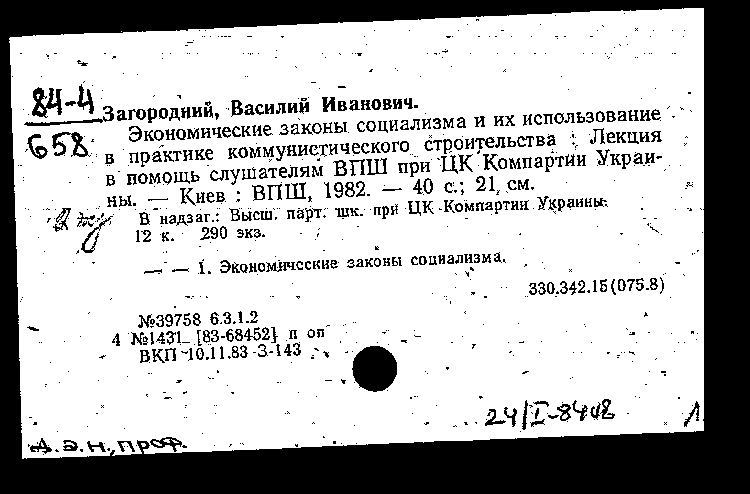 84-4
658
Загородний, Василий Иванович.
Экономические законы социализма и их использование
в практике коммунистического строительства : Лекция
в помощь слушателям ВПШ при ЦК Компартии Украи-
ны. — Киев : ВПШ, 1982. — 40 с.; 21 см.
В надзаг.: Высш. парт. шк. при ЦК Компартии Украины.
12 к. 290 экз.
— — 1. Экономические законы социализма.
330.342.15(075.8)
№39758 6.3.1.2
4 №1431 [83-68452] п оп
ВКП 10.11.83 З-143
24/I-84
д.э.н., проф.